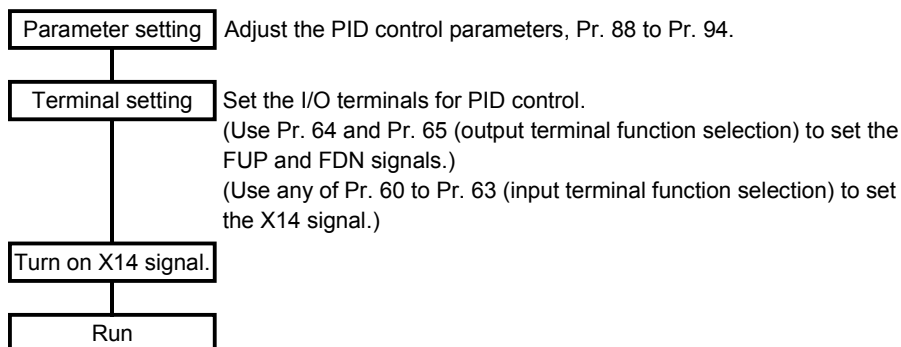 Parameter setting Adjust the PID control parameters, Pr. 88 to Pr. 94.
Terminal setting Set the I/O terminals for PID control.
(Use Pr. 64 and Pr. 65 (output terminal function selection) to set the
FUP and FDN signals.)
(Use any of Pr. 60 to Pr. 63 (input terminal function selection) to set
the X14 signal.)
Turn on X14 signal.
Run